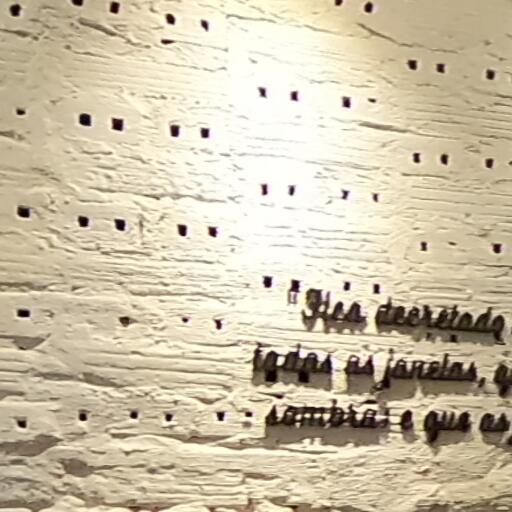 "Fica decretado
todas as janelas,
sombra; e que as